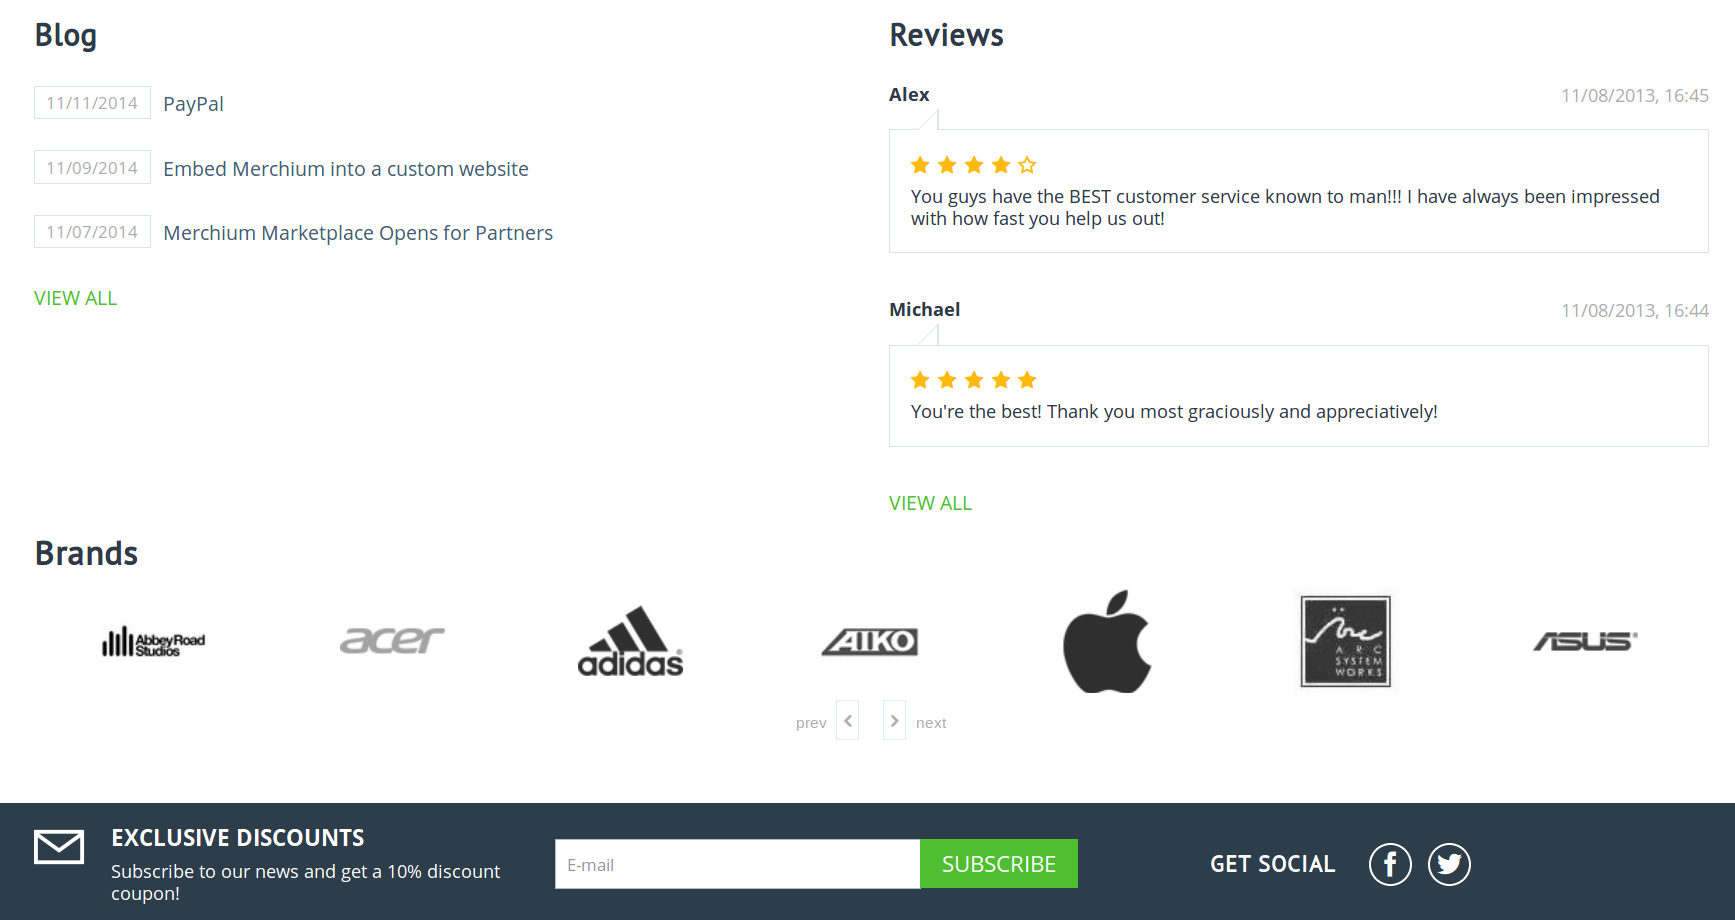 Blog
11/11/2014 PayPal
11/09/2014 Embed Merchium into a custom website
11/07/2014 Merchium Marketplace Opens for Partners
VIEW ALL
Reviews
Alex 11/08/2013, 16:45
You guys have the BEST customer service known to man!!! I have always been impressed
with how fast you help us out!
Michael 11/08/2013, 16:44
You're the best! Thank you most graciously and appreciatively!
VIEW ALL
Brands
Abbey Road
Studios
acer
adidas
AIKO
ARC
SYSTEM
WORKS
ASUS
prev next
EXCLUSIVE DISCOUNTS
Subscribe to our news and get a 10% discount
coupon!
E-mail
SUBSCRIBE
GET SOCIAL